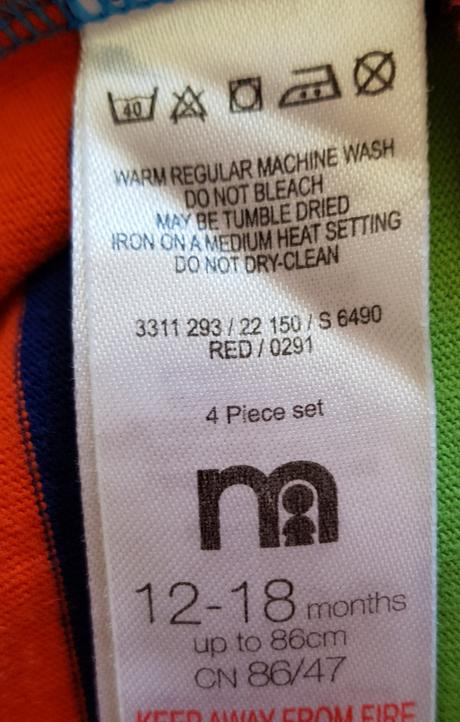 40
WARM REGULAR MACHINE WASH
DO NOT BLEACH
MAY BE TUMBLE DRIED
IRON ON A MEDIUM HEAT SETTING
DO NOT DRY-CLEAN
3311 293 / 22 150 / S 6490
RED / 0291
4 Piece set
m
12-18 months
up to 86cm
CN 86/47
KEEP AWAY FROM FIRE